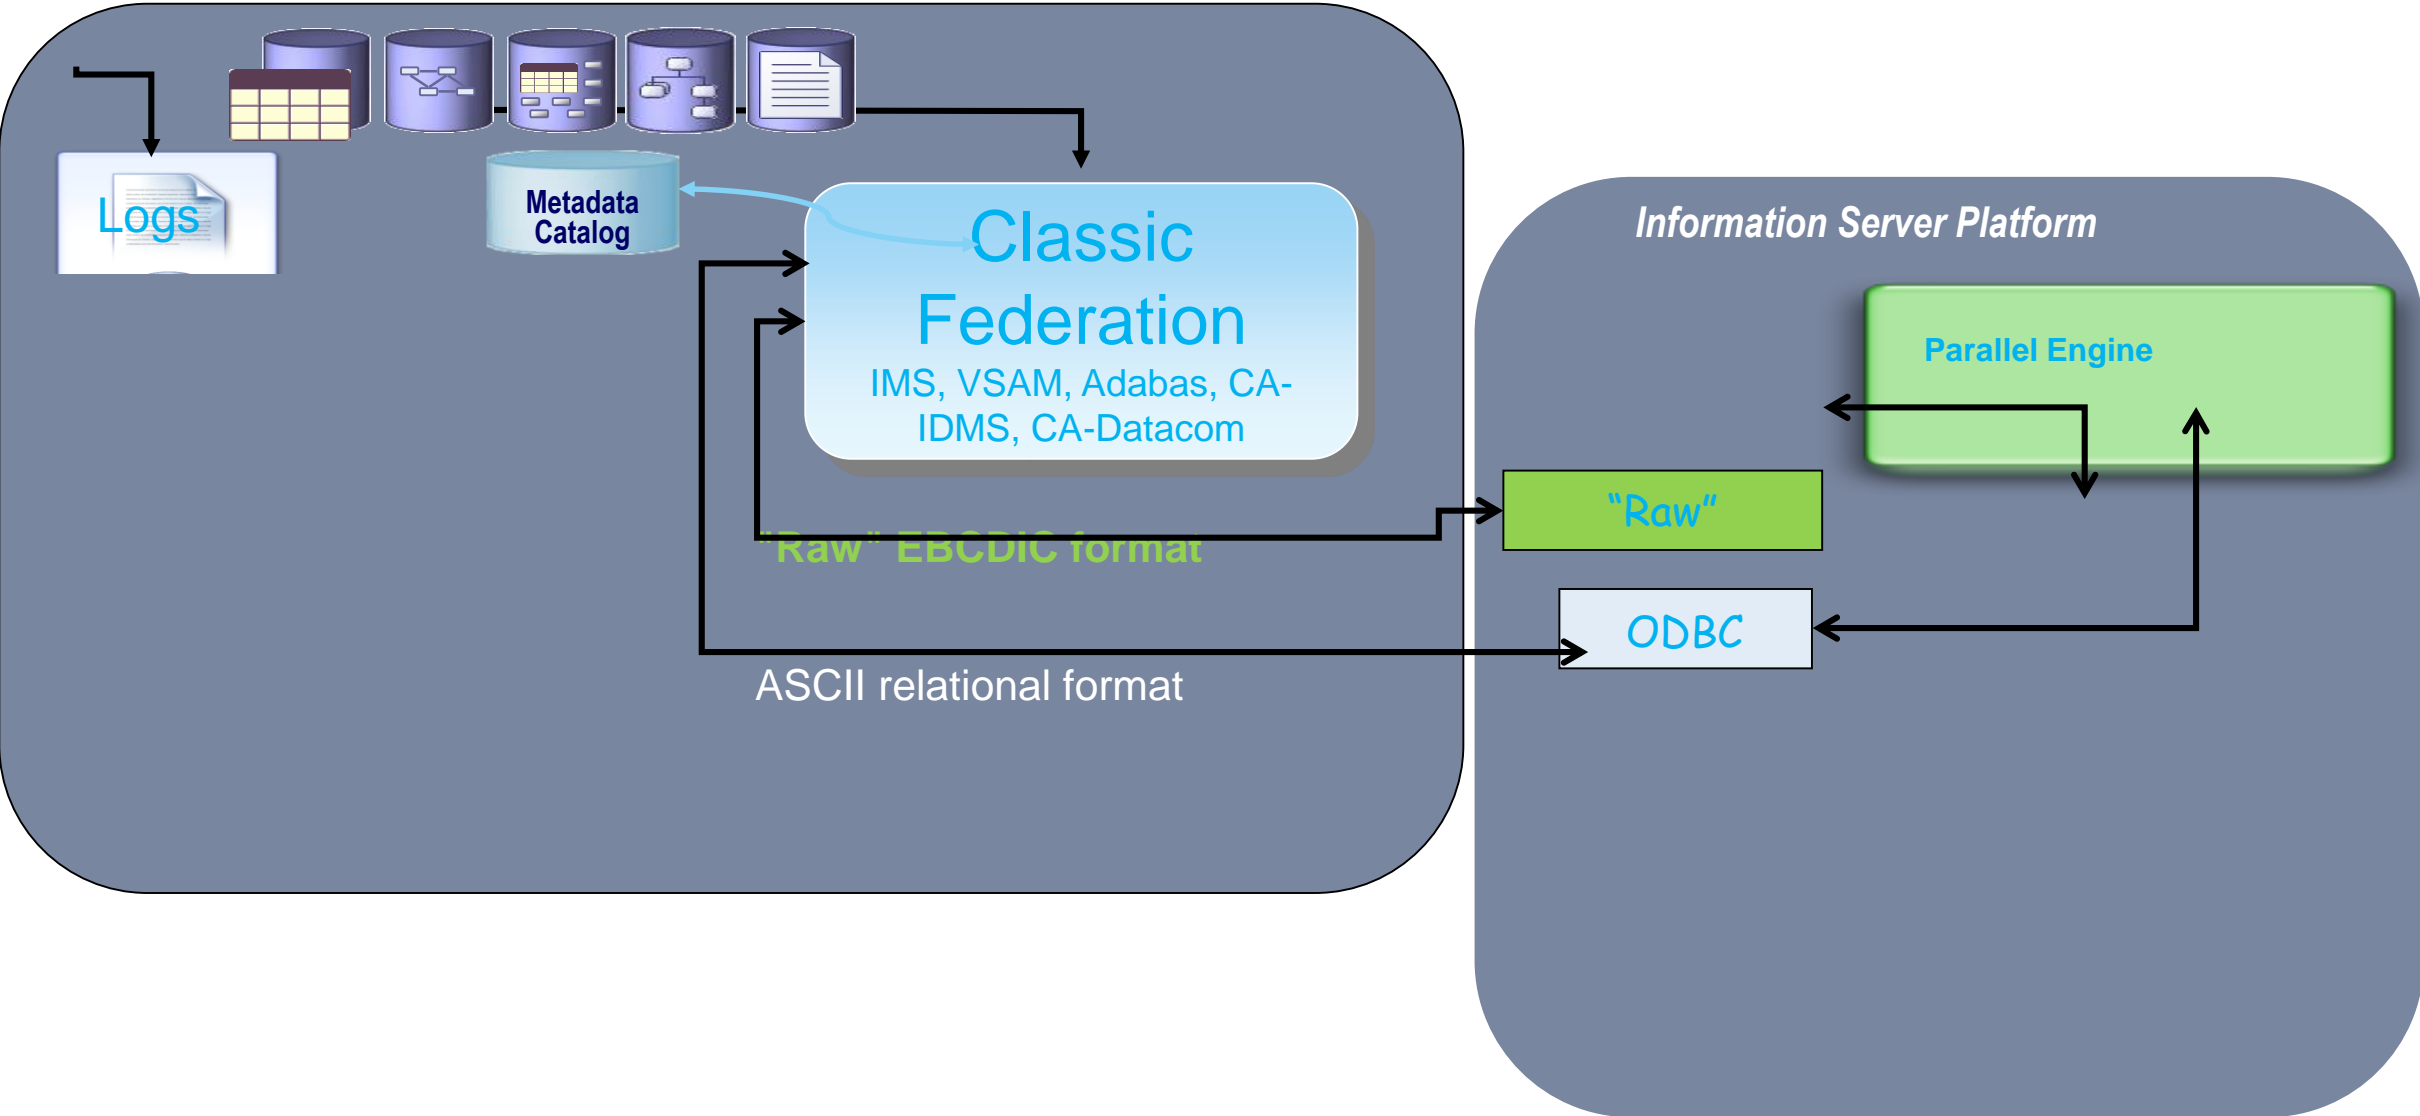 Logs
Metadata
Catalog
Classic
Federation
IMS, VSAM, Adabas, CA-
IDMS, CA-Datacom
"Raw" EBCDIC format
ASCII relational format
Information Server Platform
Parallel Engine
“Raw”
ODBC